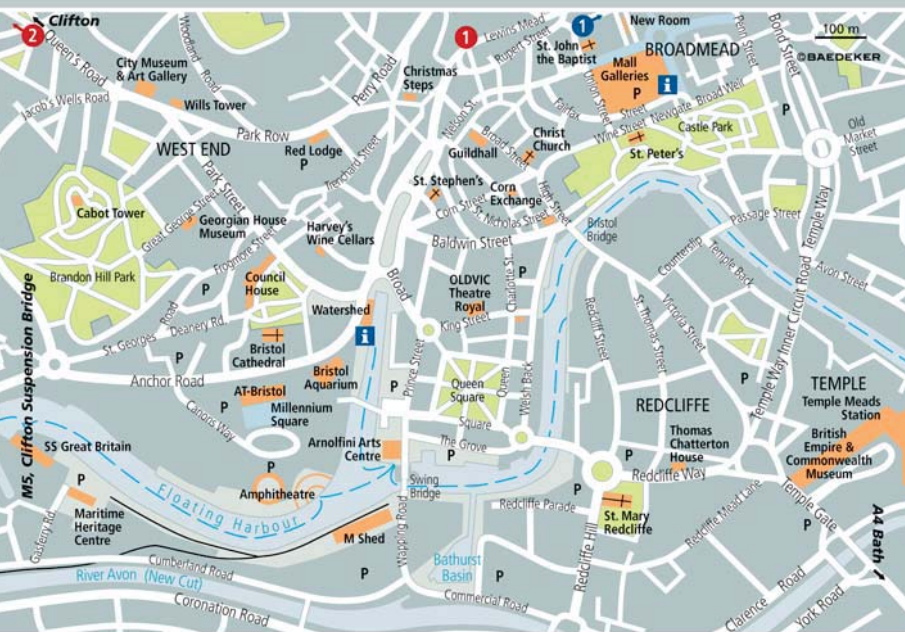 Clifton
2
Queen's Road
Woodland Road
City Museum
& Art Gallery
Jacob's Wells Road
Wills Tower
Park Row
Perry Road
1
Lewins Mead
Rupert Street
Christmas
Steps
1
New Room
St. John
the Baptist
BROADMEAD
Mall
Galleries
P
i
Penn Street
Bond Street
100 m
©BAEDEKER
Union Street
Fairfax
Street
Newgate
Broad Weir
Wine Street
Castle Park
P
Old
Market
Street
WEST END
Red Lodge
P
Trenchard Street
Nelson St.
Broad Street
Guildhall
Christ
Church
St. Peter's
Park Street
St. Stephen's
Corn
Exchange
Corn Street
St. Nicholas Street
High Street
Cabot Tower
Great George Street
Georgian House
Museum
Frogmore Street
Harvey's
Wine Cellars
Baldwin Street
Bristol
Bridge
Passage Street
Temple Way
Counterslip
Temple Back
Avon Street
Brandon Hill Park
P
Council
House
Broad
OLDVIC
Theatre
Royal
Charlotte S.
P
King Street
Redcliff Street
St. Thomas Street
Victoria Street
Temple Way Inner Circuit Road
M5, Clifton Suspension Bridge
St. Georges Road
Deanery Rd.
Watershed
i
P
Bristol
Cathedral
Anchor Road
Bristol
Aquarium
AT-Bristol
P
Millennium
Square
Canons Way
Prince Street
P
Queen
Square
Queen
Square
Welsh Back
P
REDCLIFFE
TEMPLE
Temple Meads
Station
British
Empire &
Commonwealth
Museum
SS Great Britain
P
Arnolfini Arts
Centre
The Grove
P
Thomas
Chatterton
House
P
Redcliffe Way
P
Amphitheatre
Swing
Bridge
Floating Harbour
Maritime
Heritage
Centre
Gasferry Rd.
M Shed
Wapping Road
Redcliffe Parade
P
St. Mary
Redcliffe
Redcliffe Mead Lane
Temple Gate
P
A4 Bath
Cumberland Road
River Avon (New Cut)
P
Bathurst
Basin
P
Redcliffe Hill
Coronation Road
Commercial Road
Clarence Road
York Road